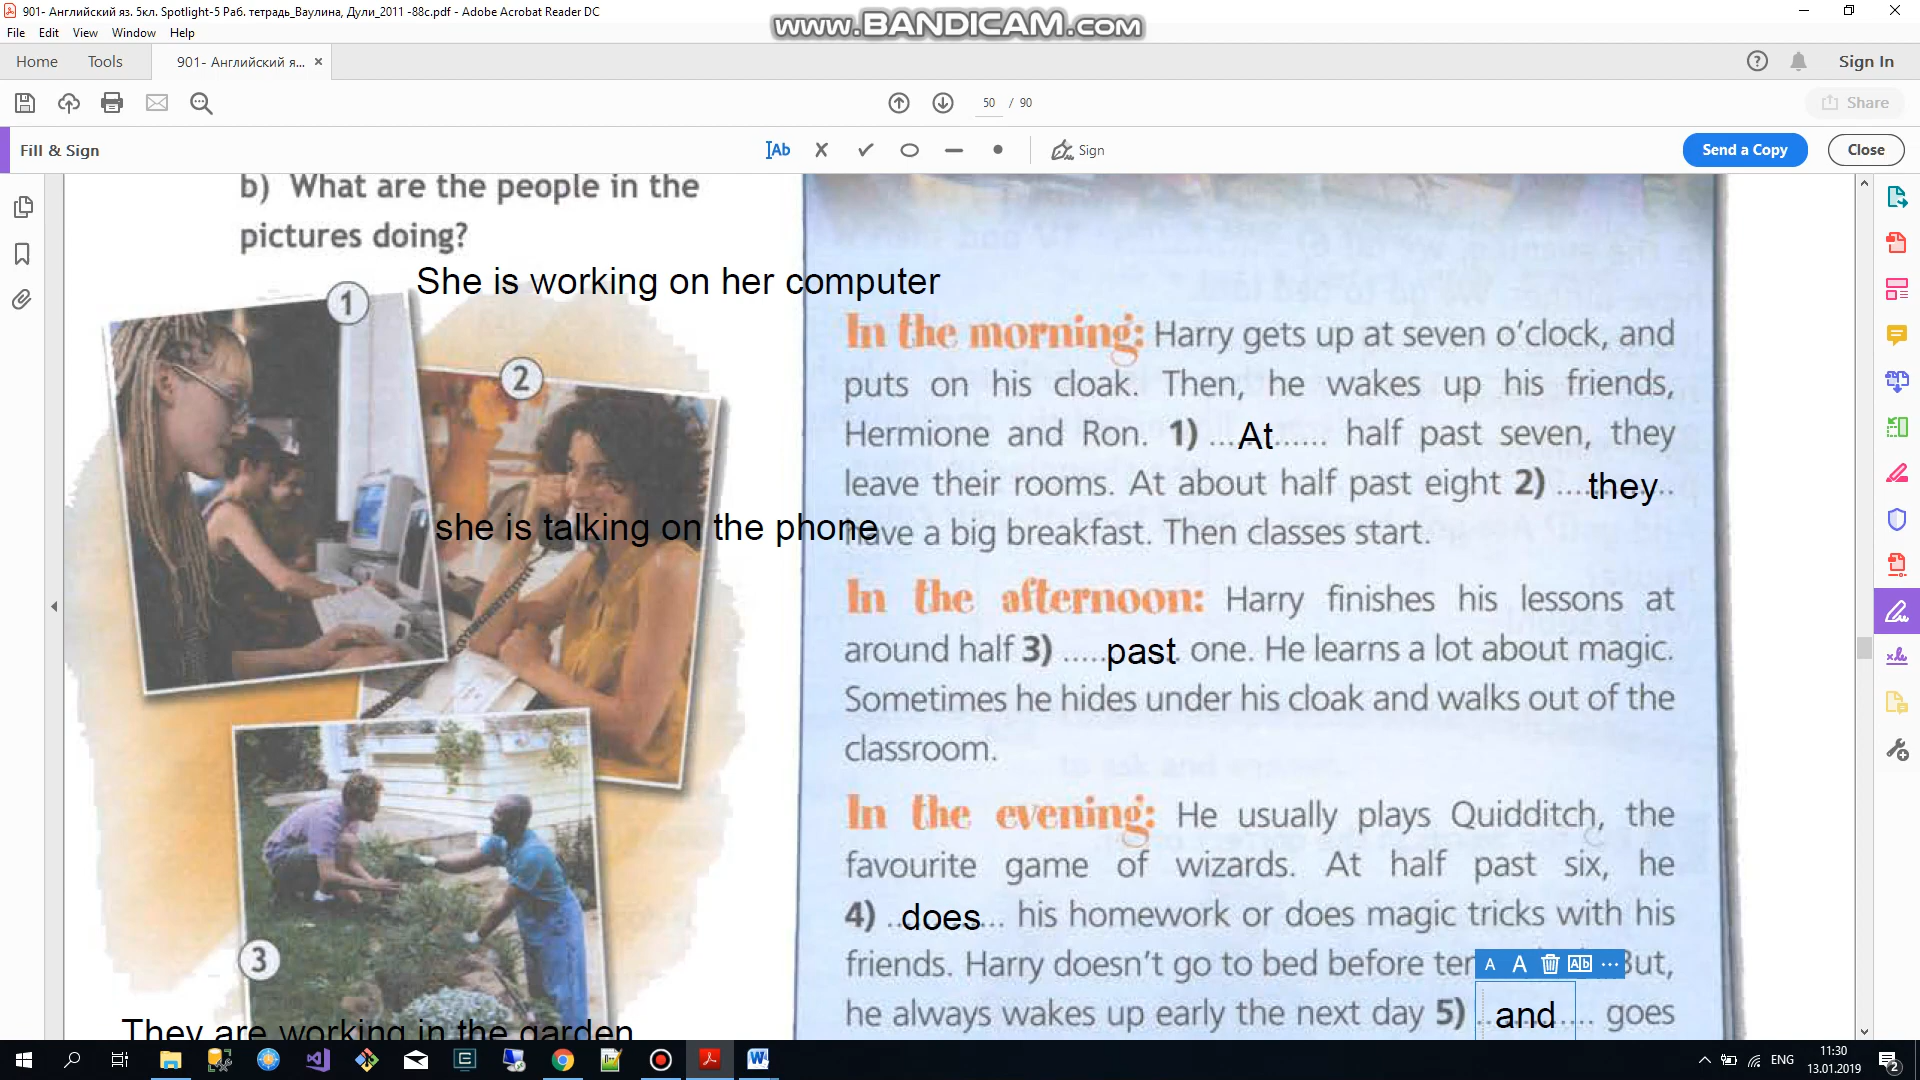 901- Английский яз. 5кл. Spotlight-5 Раб. тетрадь_Ваулина, Дули_2011 -88с.pdf - Adobe Acrobat Reader DC
www.BANDICAM.com
File Edit View Window Help
Home Tools 901- Английский я... ×
Sign In
50 / 90
Share
Fill & Sign
Ab
Sign
Send a Copy
Close
b) What are the people in the
pictures doing?
She is working on her computer
1
2
she is talking on the phone
3
They are working in the garden
In the morning: Harry gets up at seven o'clock, and
puts on his cloak. Then, he wakes up his friends,
Hermione and Ron. 1) ...At...... half past seven, they
leave their rooms. At about half past eight 2) ...they..
have a big breakfast. Then classes start.
In the afternoon: Harry finishes his lessons at
around half 3) .....past. one. He learns a lot about magic.
Sometimes he hides under his cloak and walks out of the
classroom.
In the evening: He usually plays Quidditch, the
favourite game of wizards. At half past six, he
4) ..does... his homework or does magic tricks with his
friends. Harry doesn't go to bed before ten But,
A A Ab ...
he always wakes up early the next day 5) ..and.... goes
ENG
11:30
13.01.2019
2